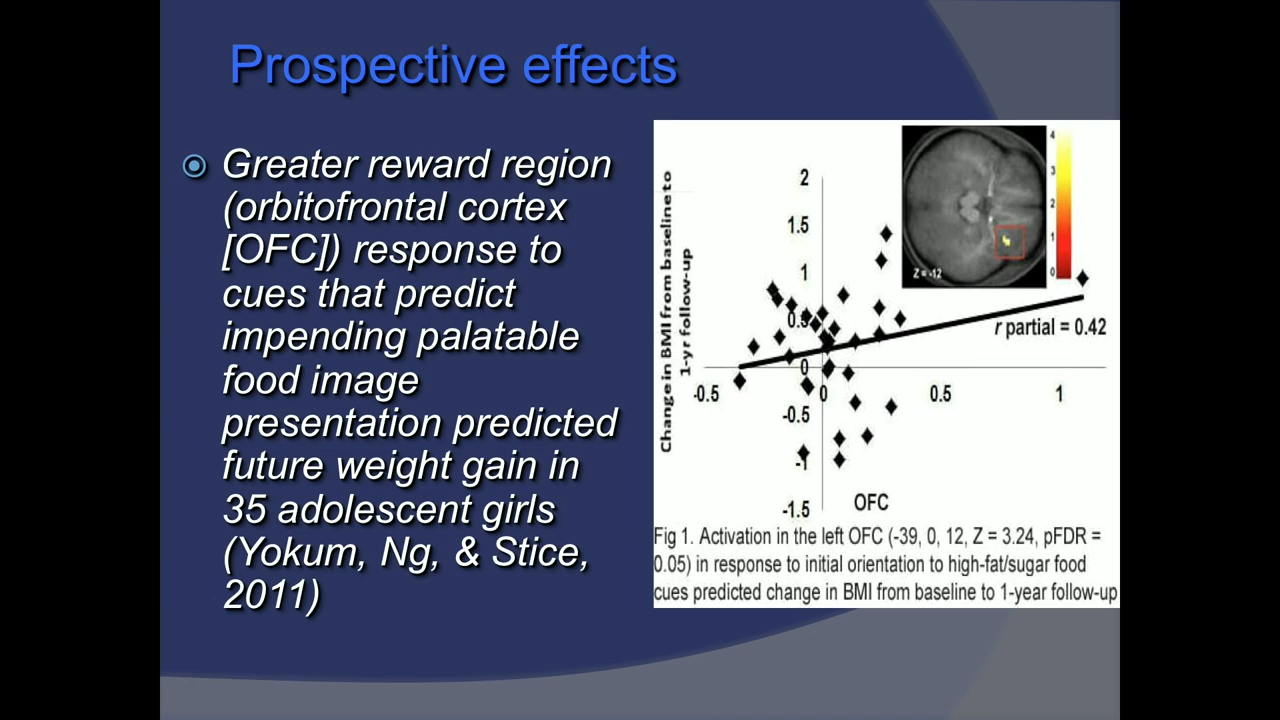 Prospective effects
Greater reward region
(orbitofrontal cortex
[OFC]) response to
cues that predict
impending palatable
food image
presentation predicted
future weight gain in
35 adolescent girls
(Yokum, Ng, & Stice,
2011)
Change in BMI from baseline to
1-yr follow-up
2
1.5
1
0.5
0
-0.5
-1
-1.5
-0.5
0
0.5
1
OFC
r partial = 0.42
Z = -12
4
3
2
1
0
Fig 1. Activation in the left OFC (-39, 0, 12, Z = 3.24, pFDR =
0.05) in response to initial orientation to high-fat/sugar food
cues predicted change in BMI from baseline to 1-year follow-up